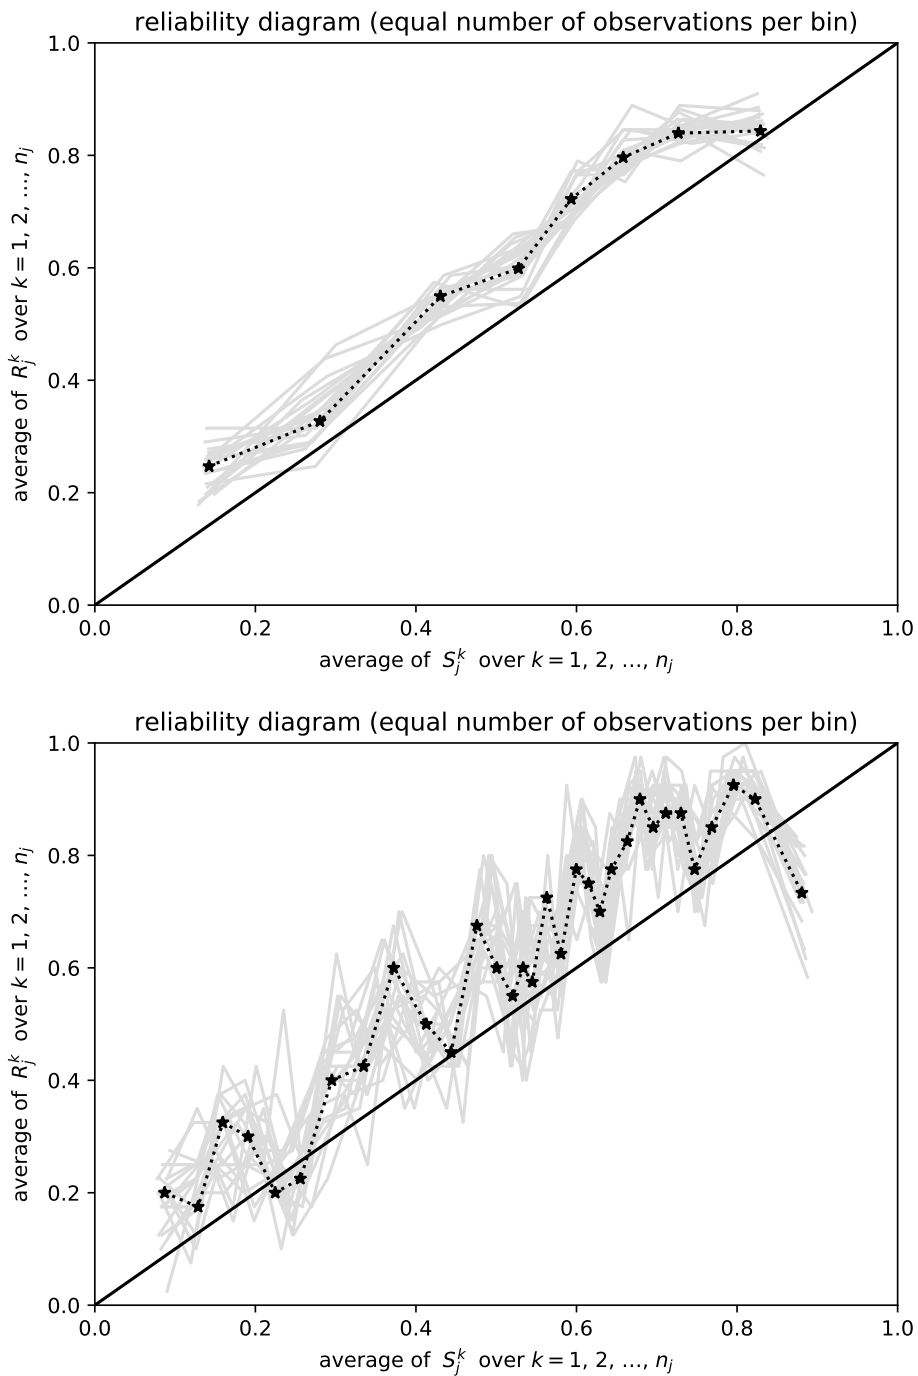 reliability diagram (equal number of observations per bin)
1.0
0.8
0.6
0.4
0.2
0.0
average of R_j^k over k = 1, 2, ..., n_j
0.0 0.2 0.4 0.6 0.8 1.0
average of S_j^k over k = 1, 2, ..., n_j
reliability diagram (equal number of observations per bin)
1.0
0.8
0.6
0.4
0.2
0.0
average of R_j^k over k = 1, 2, ..., n_j
0.0 0.2 0.4 0.6 0.8 1.0
average of S_j^k over k = 1, 2, ..., n_j